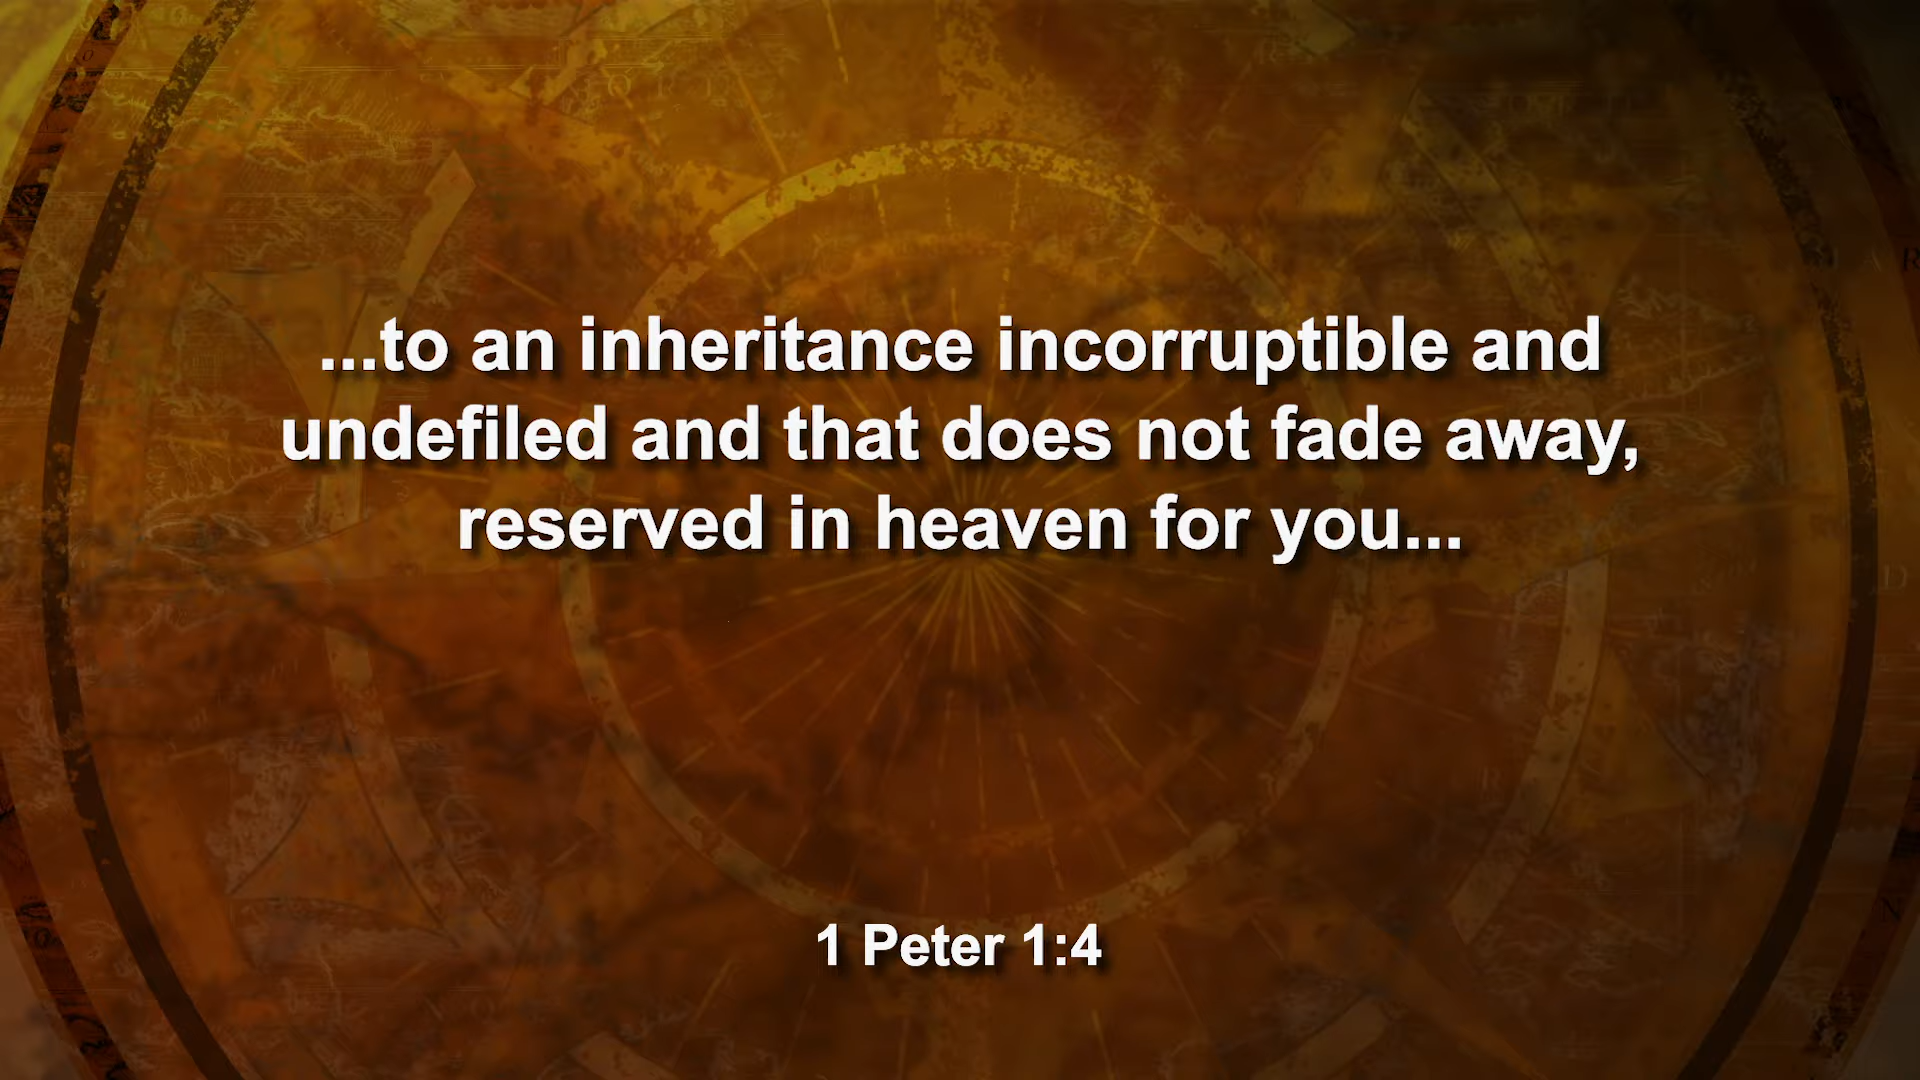 ...to an inheritance incorruptible and
undefiled and that does not fade away,
reserved in heaven for you...
1 Peter 1:4